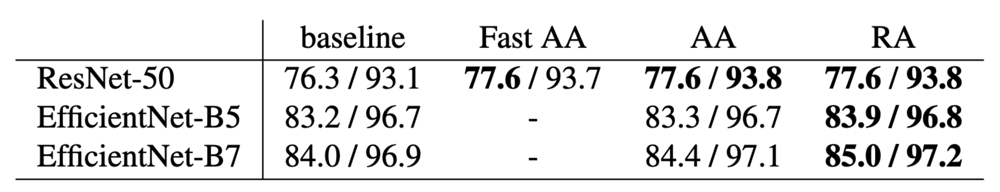 baseline Fast AA AA RA
ResNet-50 76.3 / 93.1 77.6 / 93.7 77.6 / 93.8 77.6 / 93.8
EfficientNet-B5 83.2 / 96.7 - 83.3 / 96.7 83.9 / 96.8
EfficientNet-B7 84.0 / 96.9 - 84.4 / 97.1 85.0 / 97.2